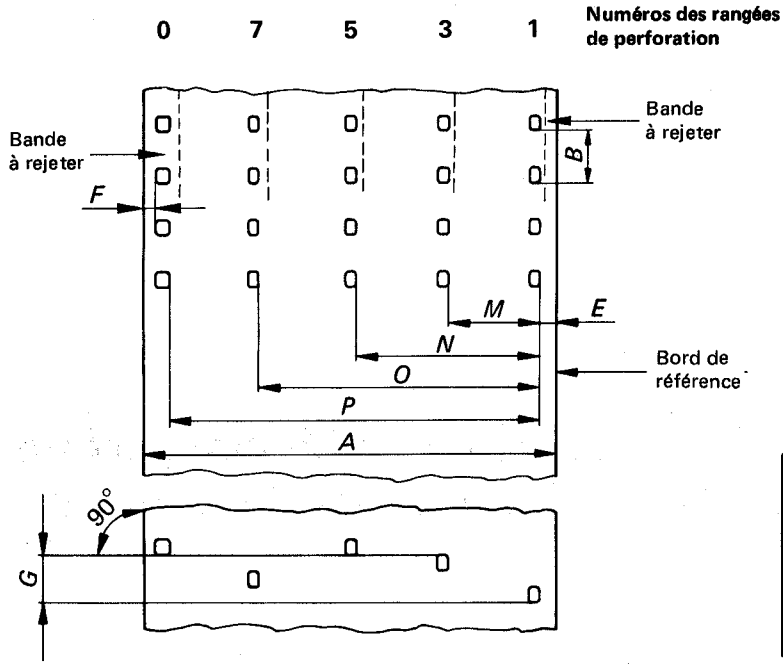 Numéros des rangées
de perforation
0 7 5 3 1
Bande
à rejeter
Bande
à rejeter
B
F
M
E
N
O
Bord de
référence
P
A
90°
G